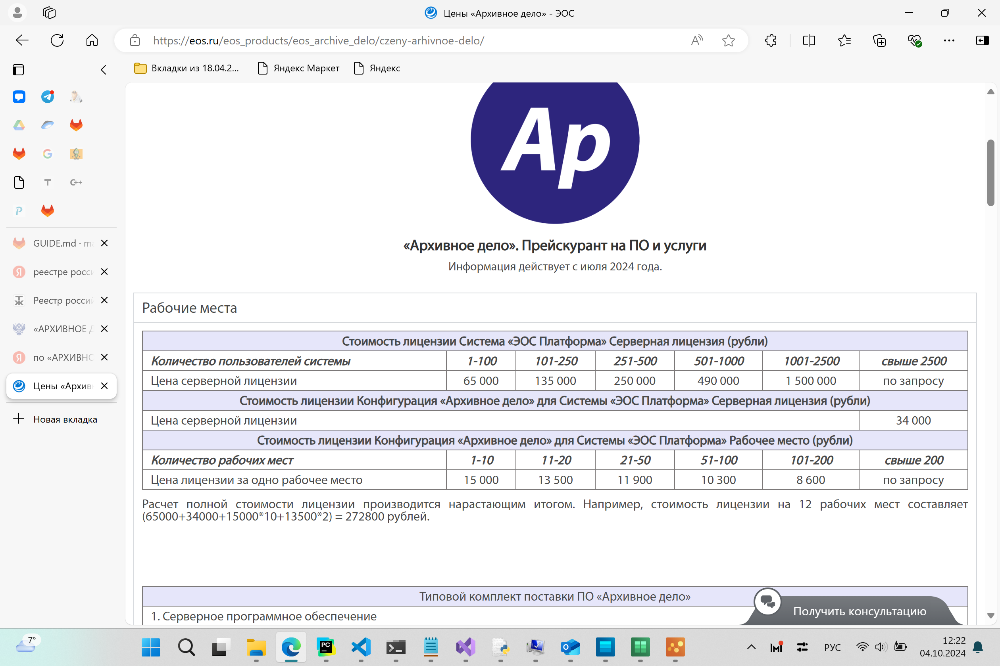 Цены «Архивное дело» - ЭОС
https://eos.ru/eos_products/eos_archive_delo/czeny-arhivnoe-delo/
Вкладки из 18.04.2... Яндекс Маркет Яндекс
T C++
GUIDE.md · ma
реестре росси
Реестр россий
«АРХИВНОЕ Д
по «АРХИВНО
Цены «Архивн
Новая вкладка
Ар
«Архивное дело». Прейскурант на ПО и услуги
Информация действует с июля 2024 года.
Рабочие места
Стоимость лицензии Система «ЭОС Платформа» Серверная лицензия (рубли)
Количество пользователей системы 1-100 101-250 251-500 501-1000 1001-2500 свыше 2500
Цена серверной лицензии 65 000 135 000 250 000 490 000 1 500 000 по запросу
Стоимость лицензии Конфигурация «Архивное дело» для Системы «ЭОС Платформа» Серверная лицензия (рубли)
Цена серверной лицензии 34 000
Стоимость лицензии Конфигурация «Архивное дело» для Системы «ЭОС Платформа» Рабочее место (рубли)
Количество рабочих мест 1-10 11-20 21-50 51-100 101-200 свыше 200
Цена лицензии за одно рабочее место 15 000 13 500 11 900 10 300 8 600 по запросу
Расчет полной стоимости лицензии производится нарастающим итогом. Например, стоимость лицензии на 12 рабочих мест составляет
(65000+34000+15000*10+13500*2) = 272800 рублей.
Типовой комплект поставки ПО «Архивное дело»
1. Серверное программное обеспечение
Получить консультацию
7°
РУС
12:22
04.10.2024